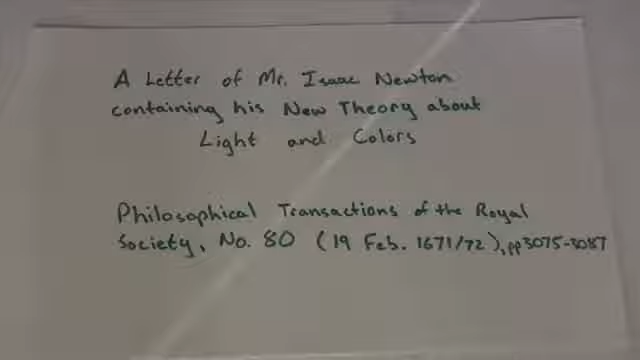 A Letter of Mr. Isaac Newton
containing his New Theory about
Light and Colors
Philosophical Transactions of the Royal
Society, No. 80 (19 Feb. 1671/72), pp3075-3087